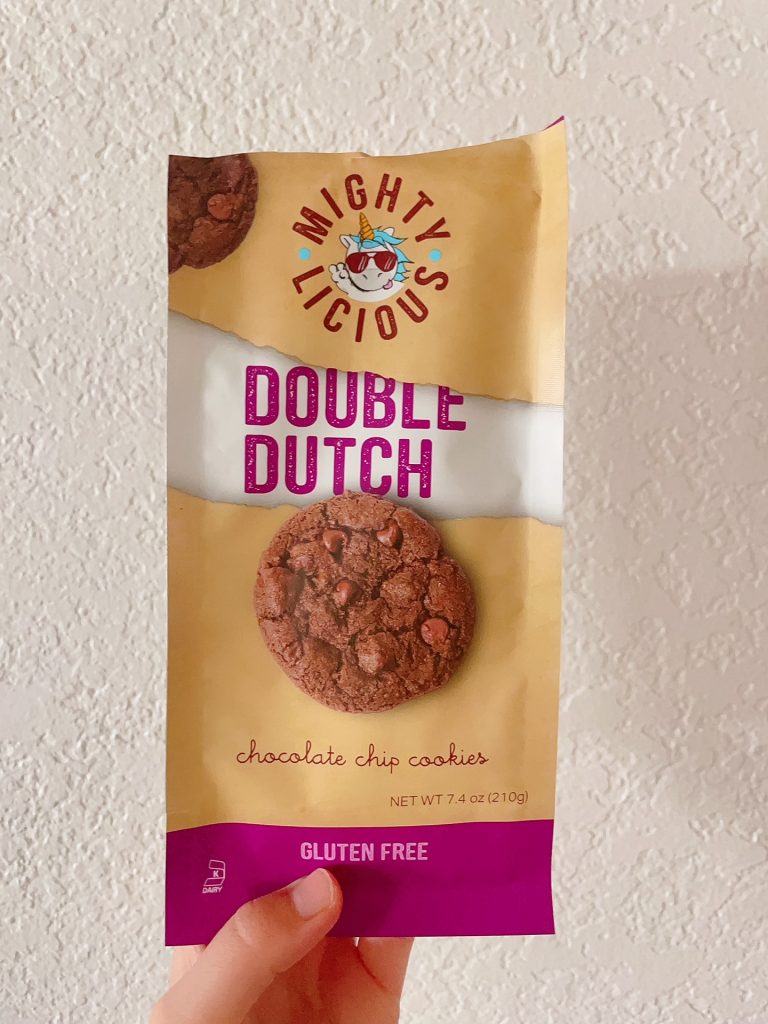 MIGHTY
LICIOUS
DOUBLE
DUTCH
chocolate chip cookies
NET WT 7.4 oz (210g)
GLUTEN FREE
K
DAIRY